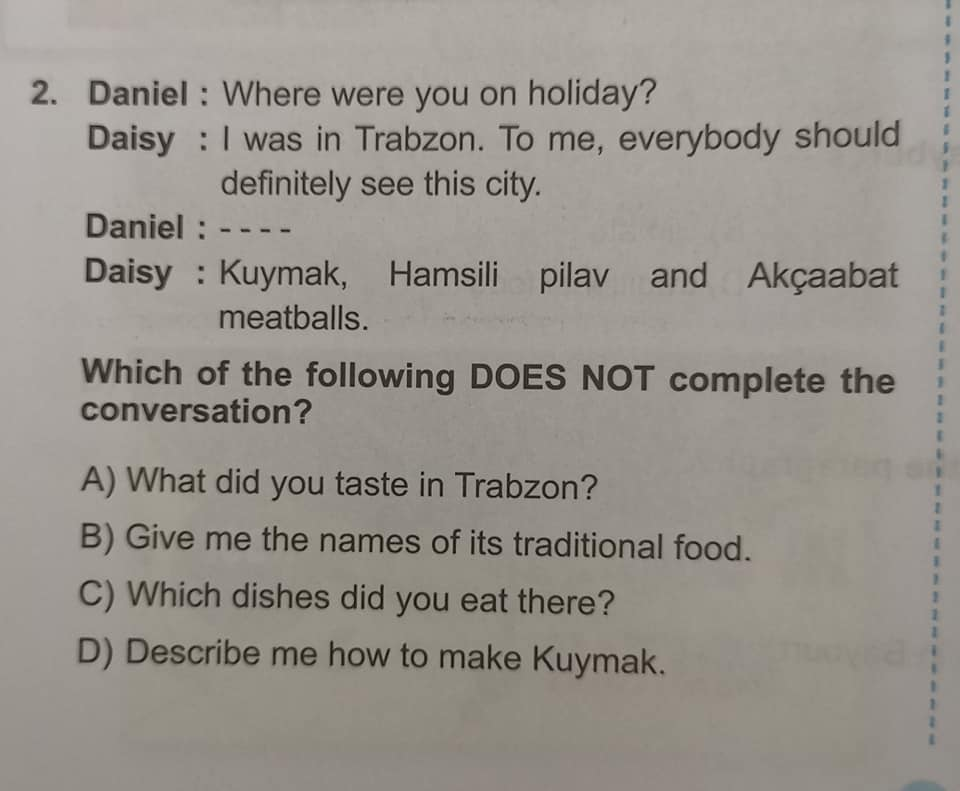 2. Daniel : Where were you on holiday?
Daisy : I was in Trabzon. To me, everybody should
definitely see this city.
Daniel : - - - -
Daisy : Kuymak, Hamsili pilav and Akçaabat
meatballs.
Which of the following DOES NOT complete the
conversation?
A) What did you taste in Trabzon?
B) Give me the names of its traditional food.
C) Which dishes did you eat there?
D) Describe me how to make Kuymak.